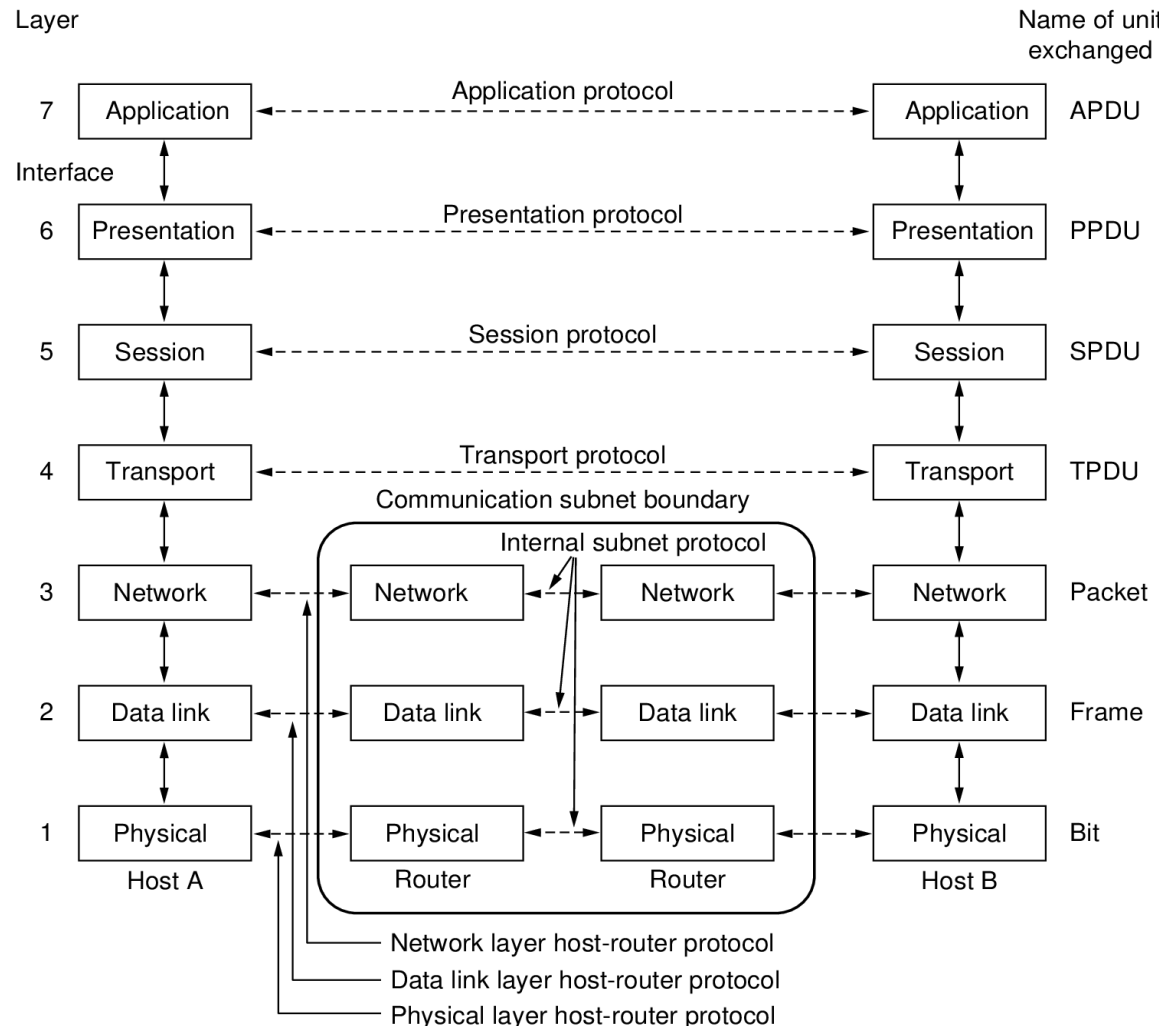 Layer
Name of unit
exchanged
7
Application
Application protocol
Application
APDU
Interface
6
Presentation
Presentation protocol
Presentation
PPDU
5
Session
Session protocol
Session
SPDU
4
Transport
Transport protocol
Transport
TPDU
Communication subnet boundary
Internal subnet protocol
3
Network
Network
Network
Network
Packet
2
Data link
Data link
Data link
Data link
Frame
1
Physical
Physical
Physical
Physical
Bit
Host A
Router
Router
Host B
Network layer host-router protocol
Data link layer host-router protocol
Physical layer host-router protocol